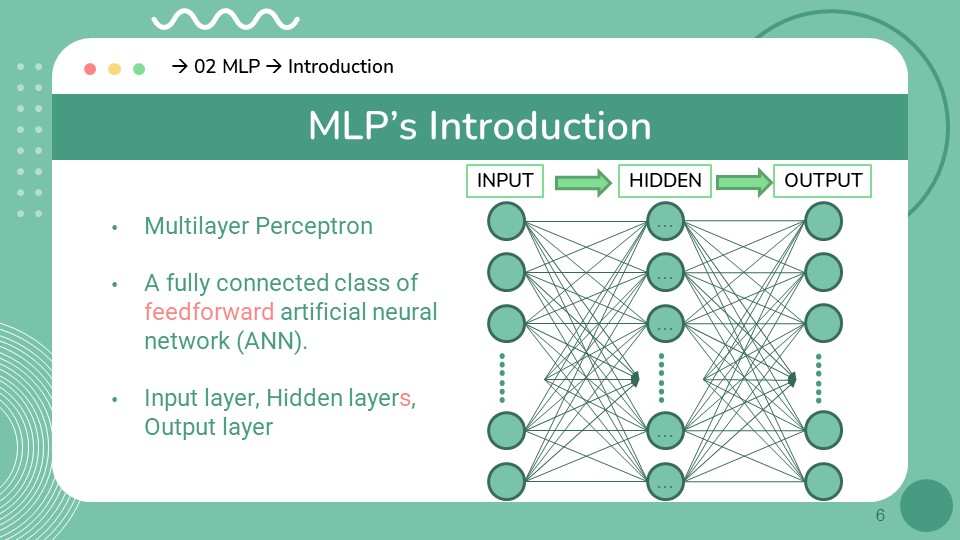 → 02 MLP → Introduction
MLP’s Introduction
INPUT
HIDDEN
OUTPUT
• Multilayer Perceptron
• A fully connected class of
feedforward artificial neural
network (ANN).
• Input layer, Hidden layers,
Output layer
...
...
...
...
...
6